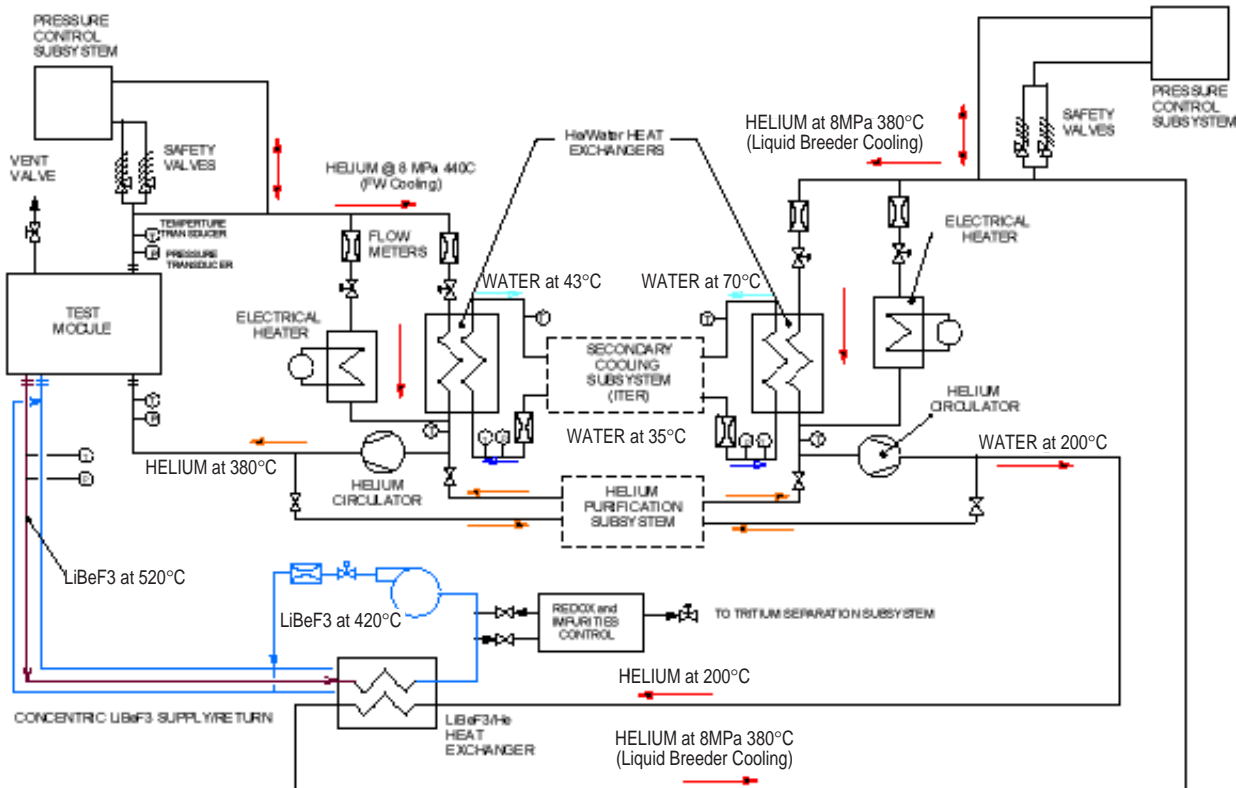 PRESSURE
CONTROL
SUBSYSTEM
VENT
VALVE
SAFETY
VALVES
HELIUM @ 8 MPA 440C
(FW Cooling)
He/Water HEAT
EXCHANGERS
HELIUM at 8MPa 380°C
(Liquid Breeder Cooling)
SAFETY
VALVES
PRESSURE
CONTROL
SUBSYSTEM
TEMPERTURE
TRANSDUCER
T
P
PRESSURE
TRANSDUCER
FLOW
METERS
ELECTRICAL
HEATER
TEST
MODULE
ELECTRICAL
HEATER
WATER at 43°C
WATER at 70°C
T
T
SECONDARY
COOLING
SUBSYSTEM
(ITER)
T
P
T
T
P
P
T
T
WATER at 35°C
HELIUM
CIRCULATOR
WATER at 200°C
HELIUM at 380°C
HELIUM
CIRCULATOR
HELIUM
PURIFICATION
SUBSYSTEM
T
P
LiBeF3 at 520°C
LiBeF3 at 420°C
REDOX and
IMPURITIES
CONTROL
TO TRITIUM SEPARATION SUBSYSTEM
HELIUM at 200°C
CONCENTRIC LiBeF3 SUPPLY/RETURN
LiBeF3/He
HEAT
EXCHANGER
HELIUM at 8MPa 380°C
(Liquid Breeder Cooling)